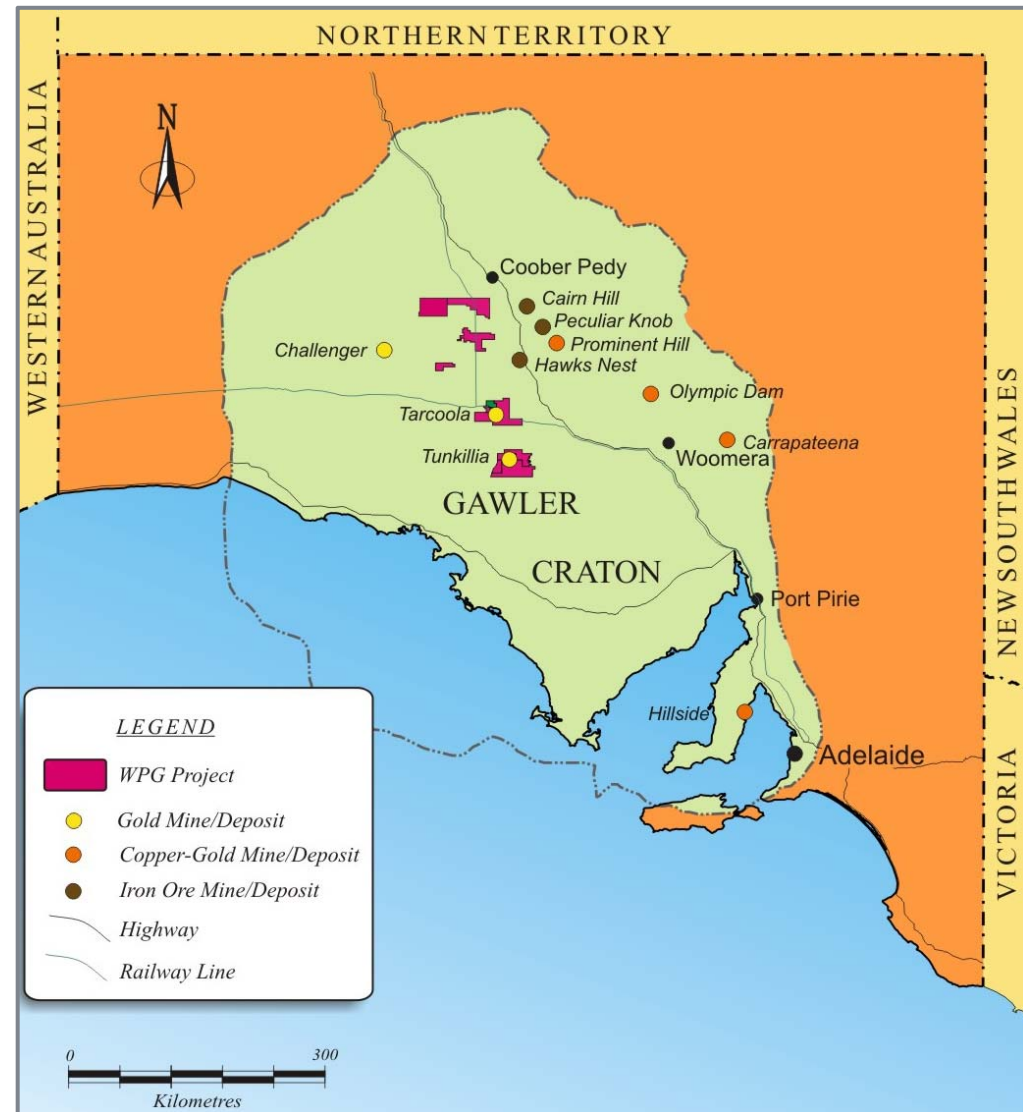 NORTHERN TERRITORY
WESTERN AUSTRALIA
N
Coober Pedy
Cairn Hill
Peculiar Knob
Prominent Hill
Challenger
Hawks Nest
Olympic Dam
Tarcoola
Carrapateena
Woomera
Tunkillia
GAWLER
CRATON
NEW SOUTH WALES
Port Pirie
Hillside
Adelaide
VICTORIA
LEGEND
WPG Project
Gold Mine/Deposit
Copper-Gold Mine/Deposit
Iron Ore Mine/Deposit
Highway
Railway Line
0 300
Kilometres